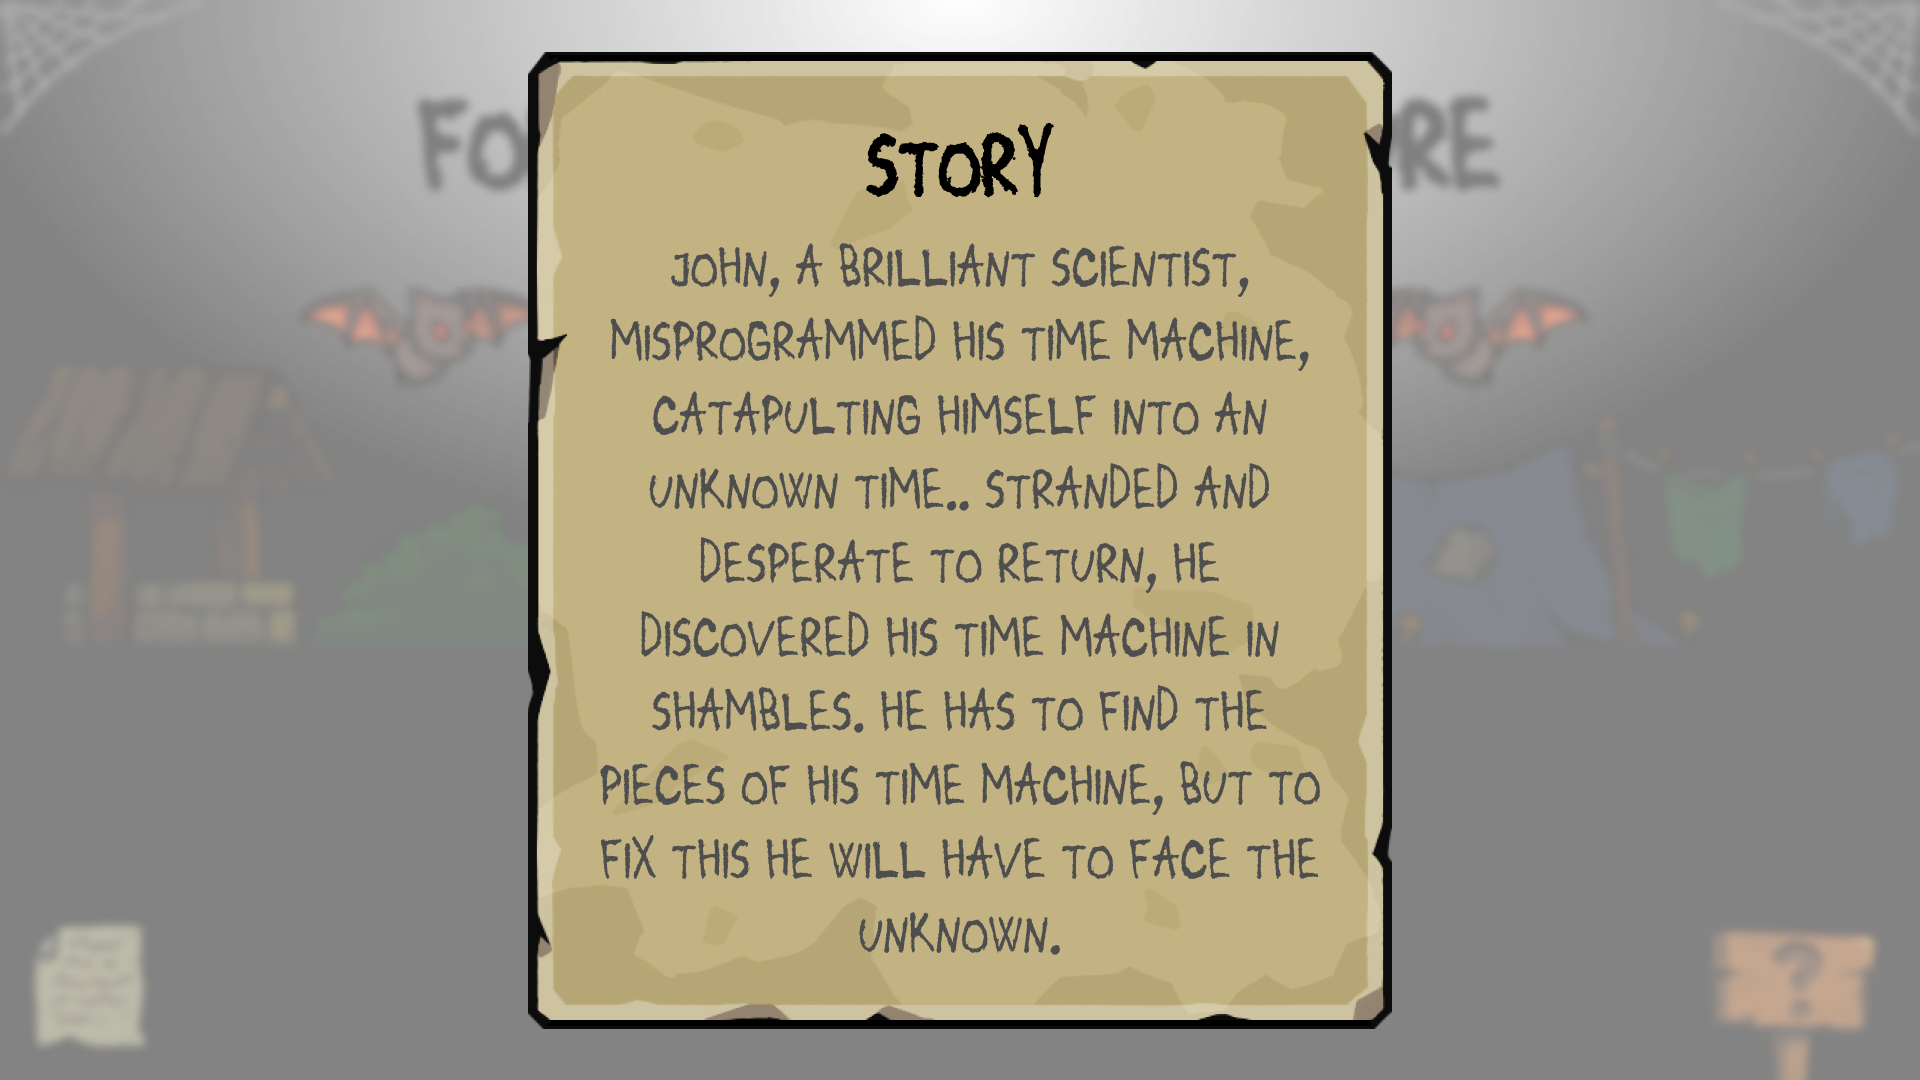 STORY
JOHN, A BRILLIANT SCIENTIST,
MISPROGRAMMED HIS TIME MACHINE,
CATAPULTING HIMSELF INTO AN
UNKNOWN TIME.. STRANDED AND
DESPERATE TO RETURN, HE
DISCOVERED HIS TIME MACHINE IN
SHAMBLES. HE HAS TO FIND THE
PIECES OF HIS TIME MACHINE, BUT TO
FIX THIS HE WILL HAVE TO FACE THE
UNKNOWN.
?